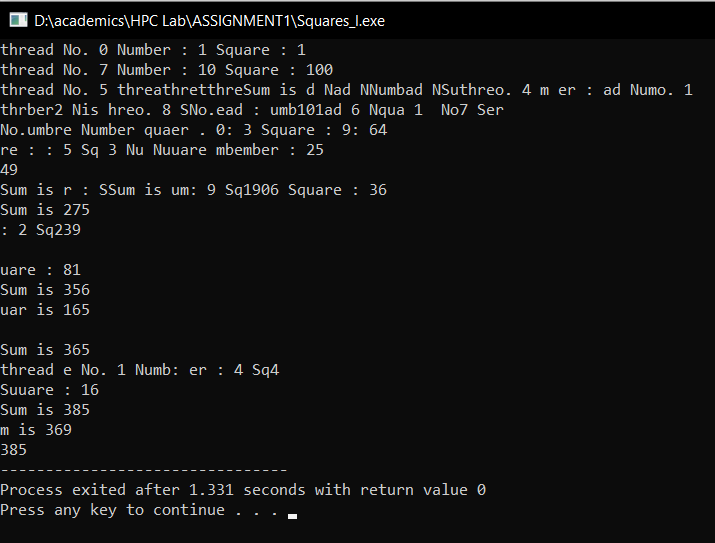 D:\academics\HPC Lab\ASSIGNMENT1\Squares_I.exe
thread No. 0 Number : 1 Square : 1
thread No. 7 Number : 10 Square : 100
thread No. 5 threathretthreSum is d Nad NNumbad NSuthreo. 4 m er : ad Numo. 1
thrber2 Nis hreo. 8 SNo.ead : umb101ad 6 Nqua 1  No7 Ser
No.umbre Number quaer . 0: 3 Square : 9: 64
re : : 5 Sq 3 Nu Nuuare mbember : 25
49
Sum is r : SSum is um: 9 Sq1906 Square : 36
Sum is 275
: 2 Sq239
uare : 81
Sum is 356
uar is 165
Sum is 365
thread e No. 1 Numb: er : 4 Sq4
Suuare : 16
Sum is 385
m is 369
385
--------------------------------
Process exited after 1.331 seconds with return value 0
Press any key to continue . . .